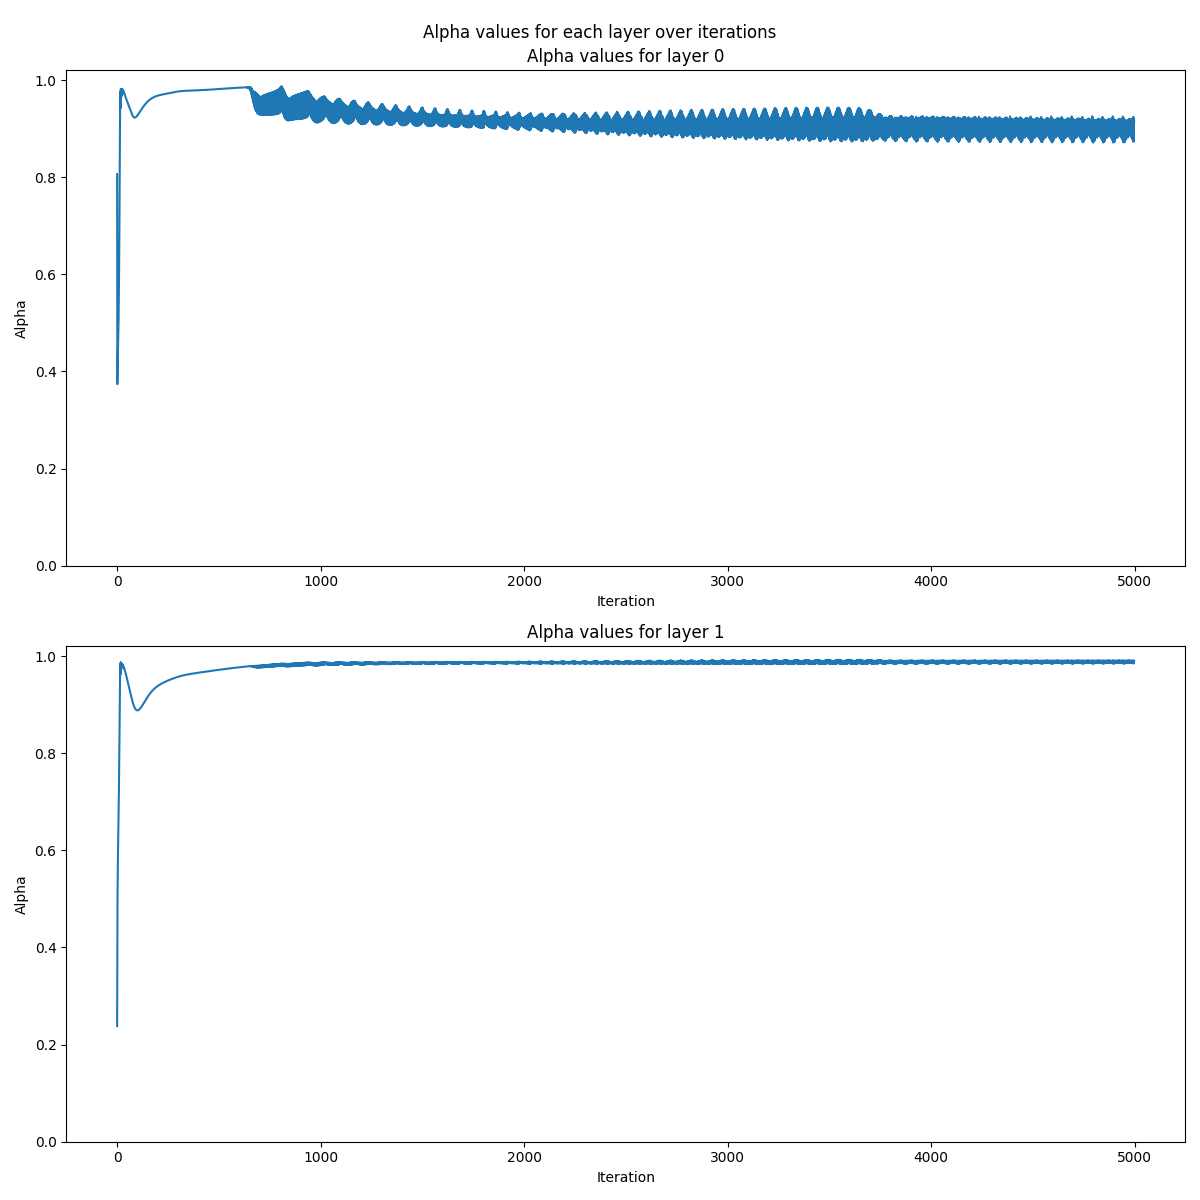 Alpha values for each layer over iterations
Alpha values for layer 0
1.0
0.8
0.6
0.4
0.2
0.0
Alpha
0 1000 2000 3000 4000 5000
Iteration
Alpha values for layer 1
1.0
0.8
0.6
0.4
0.2
0.0
Alpha
0 1000 2000 3000 4000 5000
Iteration